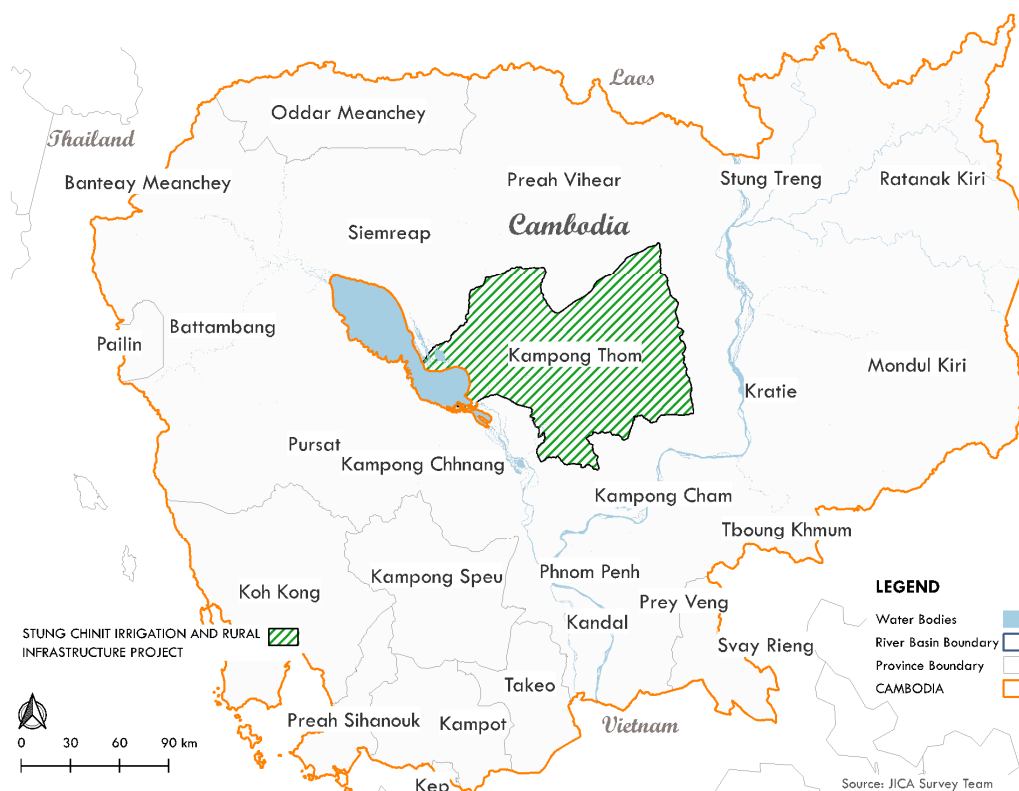 Laos
Oddar Meanchey
Thailand
Banteay Meanchey
Preah Vihear
Stung Treng
Ratanak Kiri
Cambodia
Siemreap
Battambang
Pailin
Kampong Thom
Mondul Kiri
Kratie
Pursat
Kampong Chhnang
Kampong Cham
Tboung Khmum
Phnom Penh
Kampong Speu
Koh Kong
Prey Veng
Kandal
Svay Rieng
STUNG CHINIT IRRIGATION AND RURAL
INFRASTRUCTURE PROJECT
LEGEND
Water Bodies
River Basin Boundary
Province Boundary
CAMBODIA
Takeo
Preah Sihanouk
Kampot
Vietnam
0 30 60 90 km
Kep
Source: JICA Survey Team